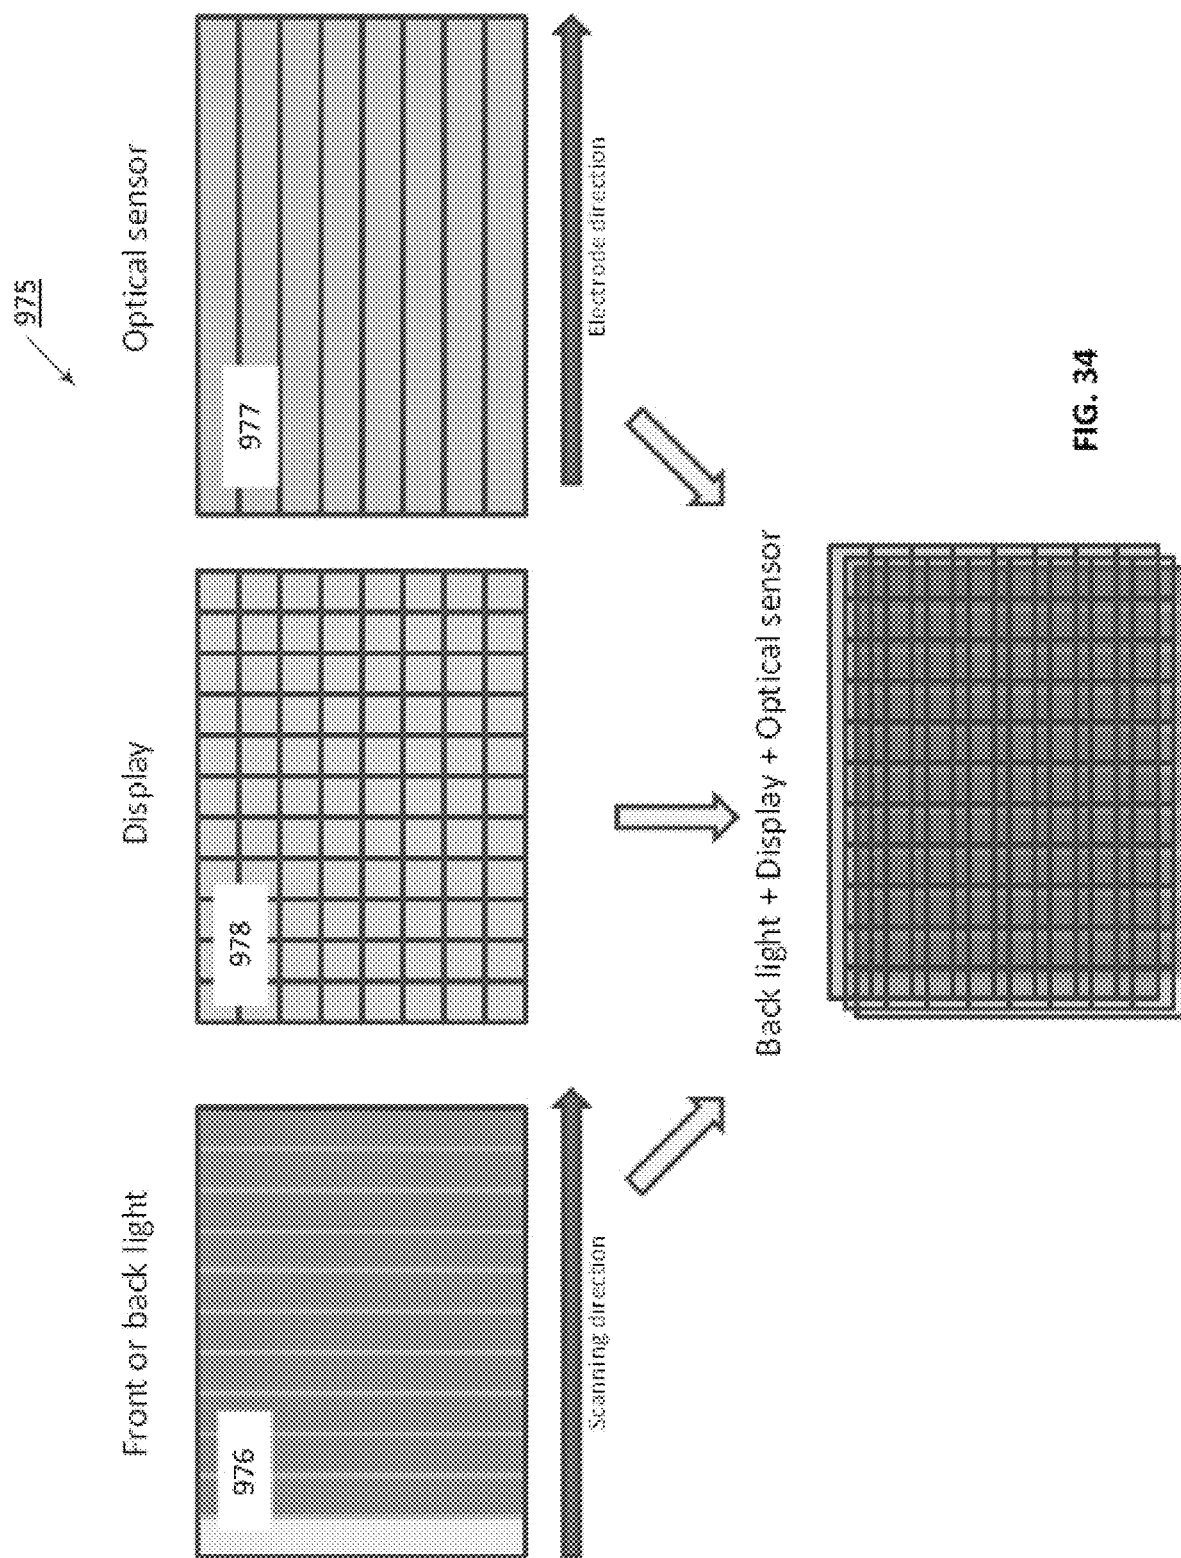 975
Front or back light
Display
Optical sensor
976
978
977
Scanning direction
Electrode direction
Back light + Display + Optical sensor
FIG. 34